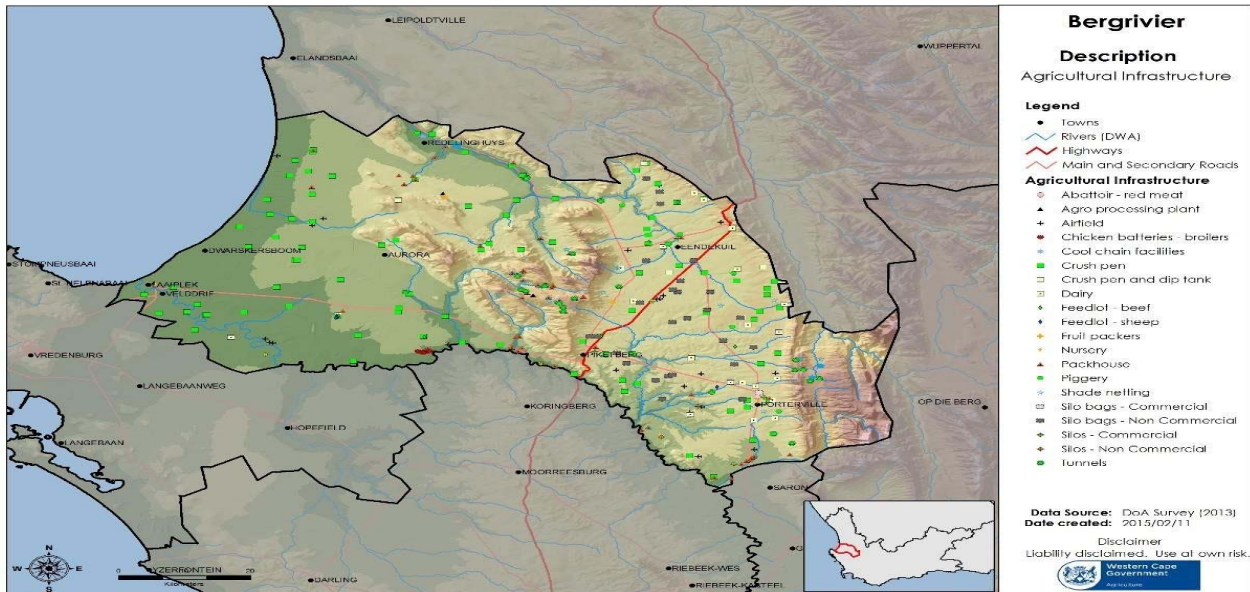 LEIPOLDTVILLE
WUPPERTAL
ELANDSBAAI
REDELINGHUYS
DWARSKERSBOOM
EENDEKUIL
AURORA
STOMPNEUSBAAI
LAAIPLEK
VELDDRIF
VREDENBURG
PIKETBERG
LANGEBAANWEG
KORINGBERG
PORTERVILLE
OP DIE BERG
HOPEFIELD
LANGEBAAN
MOORREESBURG
SARON
YZERFONTEIN
DARLING
RIEBEEK-WES
RIEBEEK-KASTEEL
N
W
E
S
0
20
Kilometers
Bergrivier
Description
Agricultural Infrastructure
Legend
Towns
Rivers (DWA)
Highways
Main and Secondary Roads
Agricultural Infrastructure
Abattoir - red meat
Agro processing plant
Airfield
Chicken batteries - broilers
Cool chain facilities
Crush pen
Crush pen and dip tank
Dairy
Feedlot - beef
Feedlot - sheep
Fruit packers
Nursery
Packhouse
Piggery
Shade netting
Silo bags - Commercial
Silo bags - Non Commercial
Silos - Commercial
Silos - Non Commercial
Tunnels
Data Source: DoA Survey (2013)
Date created: 2015/02/11
Disclaimer
Liability disclaimed. Use at own risk.
Western Cape
Government
Agriculture